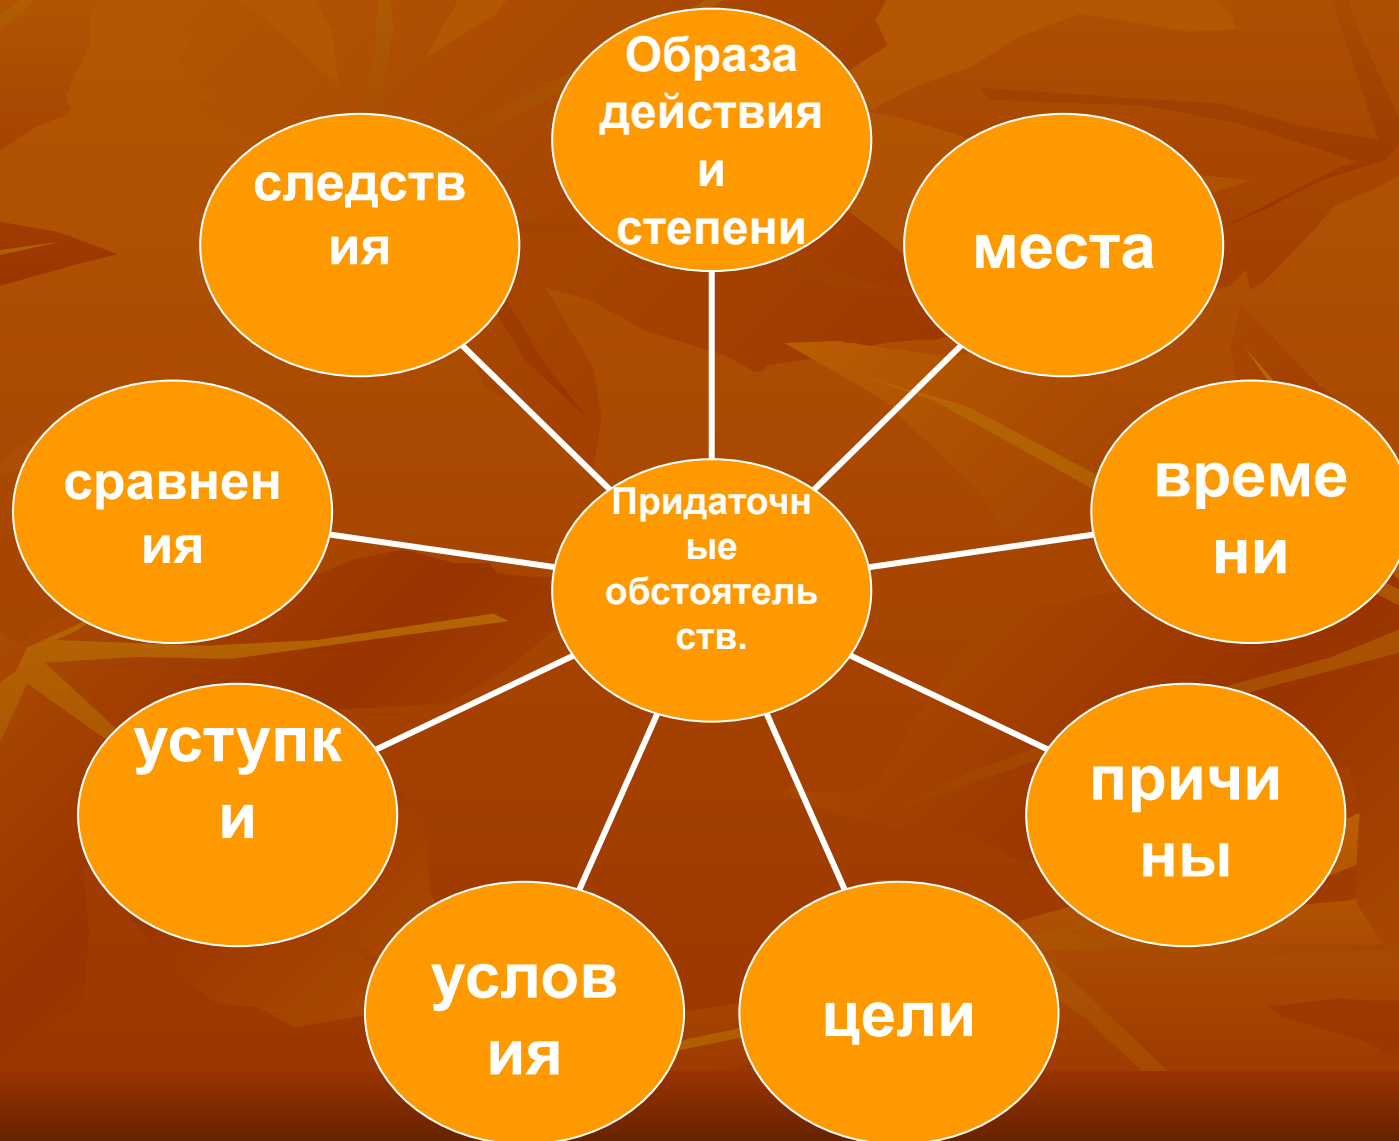 Образа
действия
и
степени
места
време
ни
причи
ны
цели
услов
ия
уступк
и
сравнен
ия
следств
ия
Придаточн
ые
обстоятель
ств.